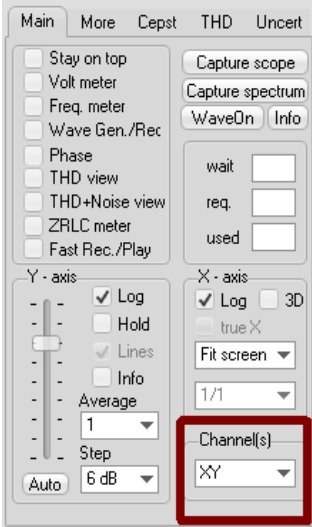 Main More Cepst THD Uncert
Stay on top
Volt meter
Freq. meter
Wave Gen./Rec
Phase
THD view
THD+Noise view
ZRLC meter
Fast Rec./Play
Capture scope
Capture spectrum
WaveOn Info
wait
req.
used
Y - axis
Log
Hold
Lines
Info
Average
1
Step
6 dB
Auto
X - axis
Log 3D
true X
Fit screen
1/1
Channel(s)
XY